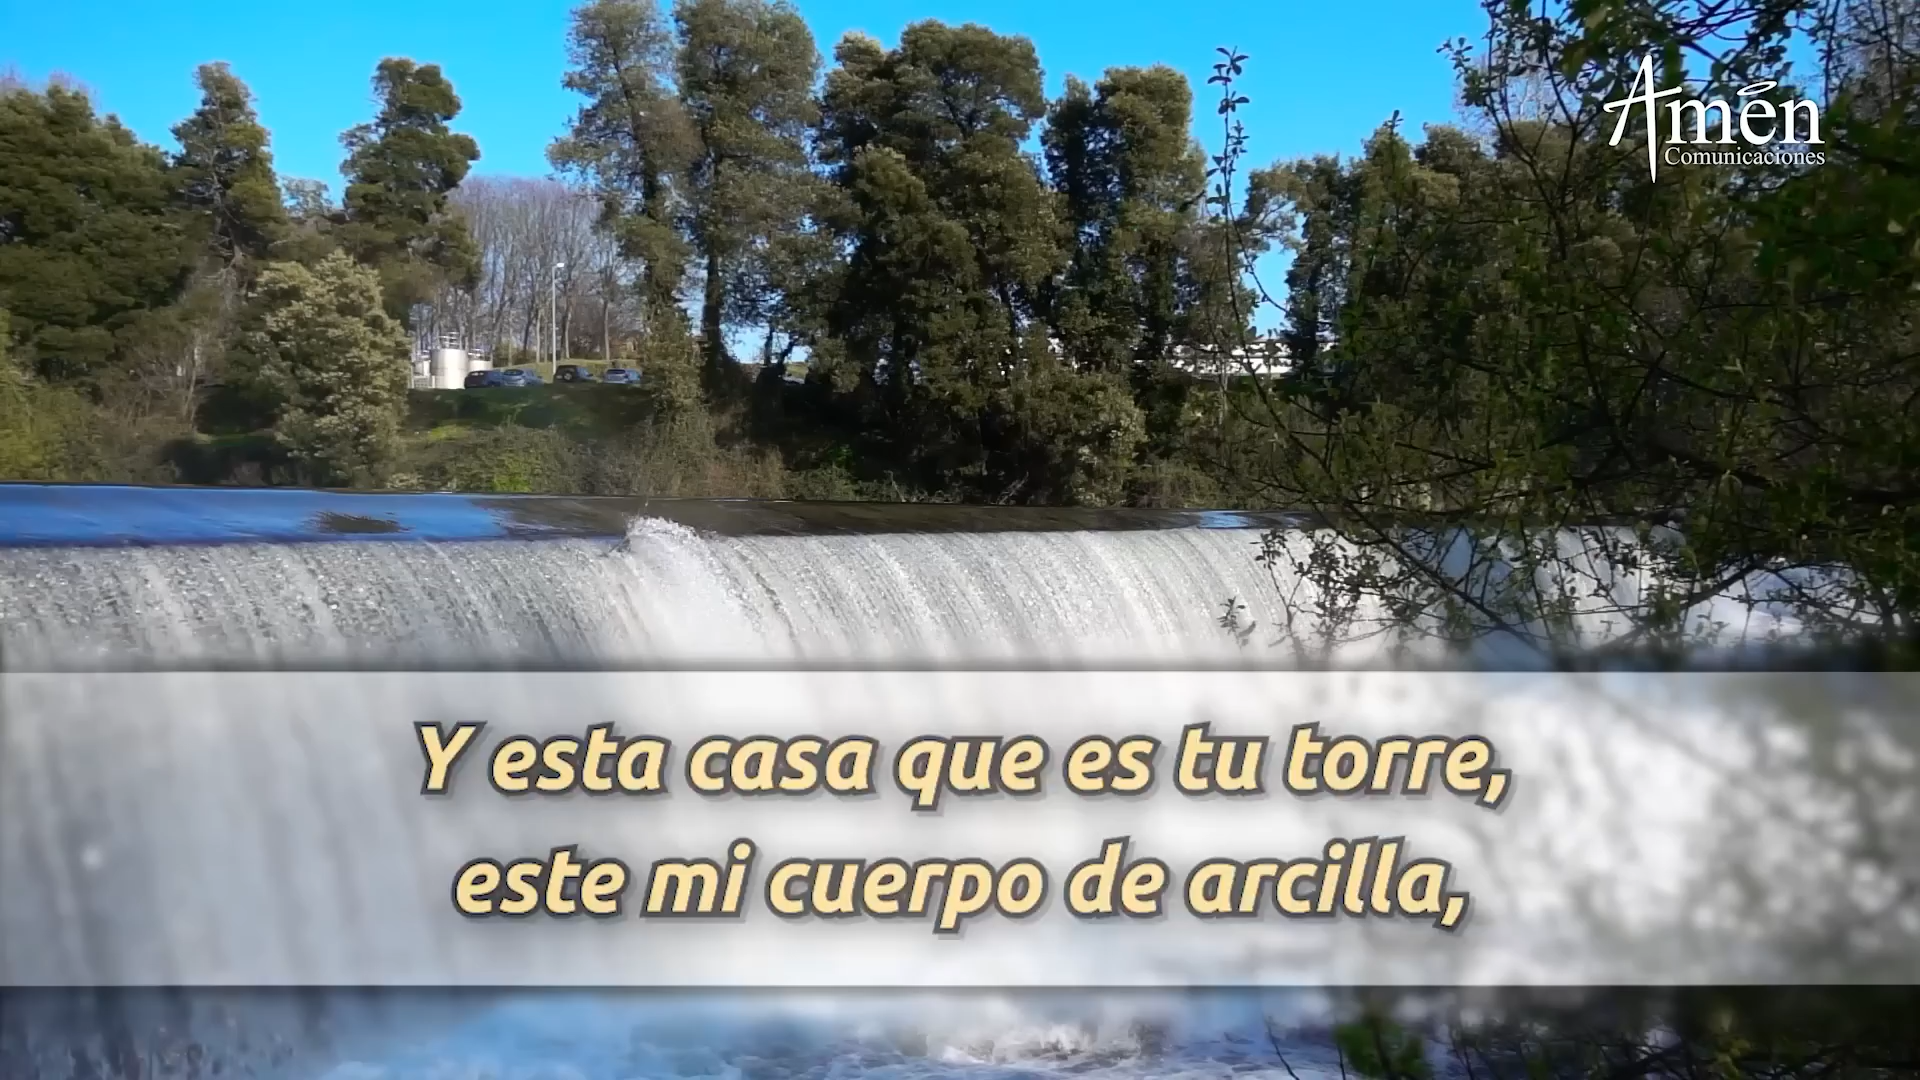 Amén
Comunicaciones
Y esta casa que es tu torre,
este mi cuerpo de arcilla,